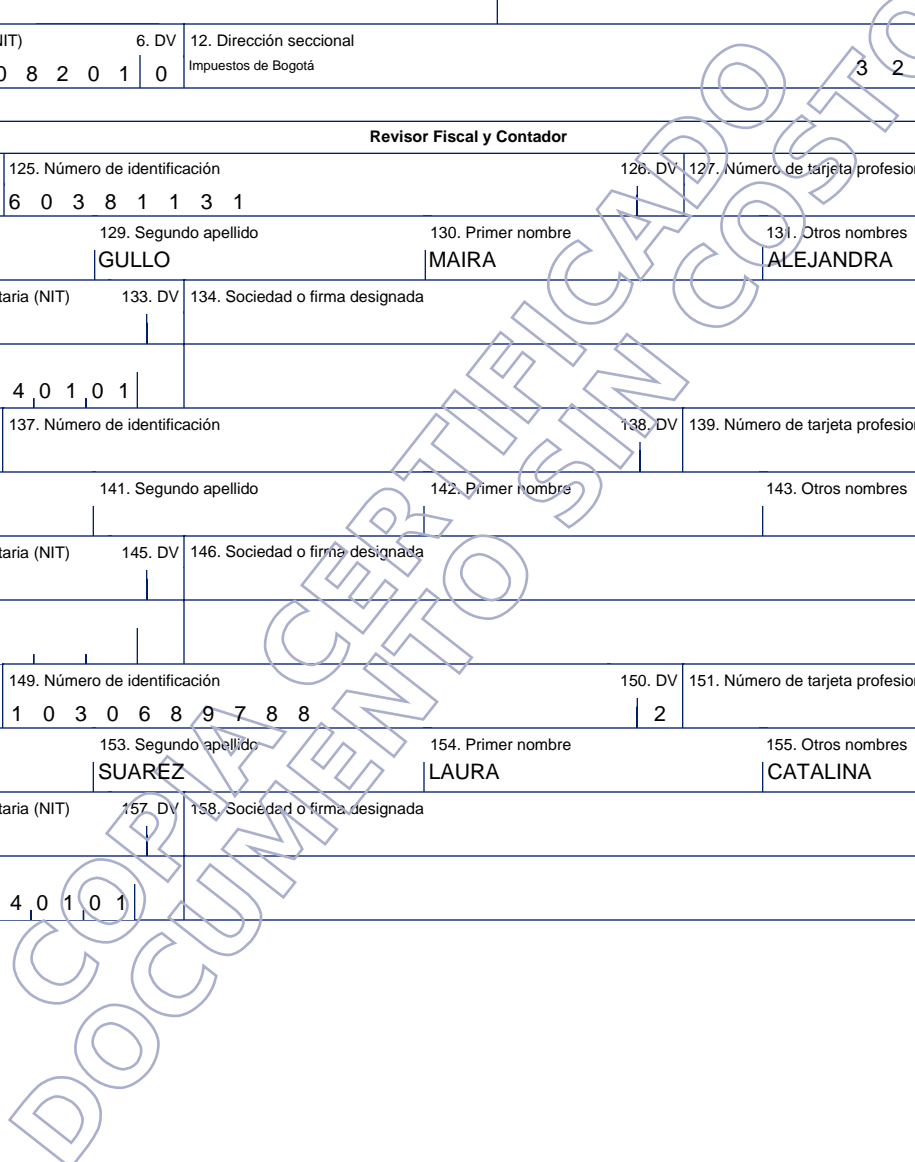 NIT) 6. DV 12. Dirección seccional
0 8 2 0 1 0 Impuestos de Bogotá 3 2
Revisor Fiscal y Contador
125. Número de identificación 126. DV 127. Número de tarjeta profesion
6 0 3 8 1 1 3 1
129. Segundo apellido 130. Primer nombre 131. Otros nombres
GULLO MAIRA ALEJANDRA
taria (NIT) 133. DV 134. Sociedad o firma designada
4 0 1 0 1
137. Número de identificación 138. DV 139. Número de tarjeta profesion
141. Segundo apellido 142. Primer nombre 143. Otros nombres
taria (NIT) 145. DV 146. Sociedad o firma designada
149. Número de identificación 150. DV 151. Número de tarjeta profesion
1 0 3 0 6 8 9 7 8 8 2
153. Segundo apellido 154. Primer nombre 155. Otros nombres
SUAREZ LAURA CATALINA
taria (NIT) 157. DV 158. Sociedad o firma designada
4 0 1 0 1
COPIA CERTIFICADO
DOCUMENTO SIN COSTO